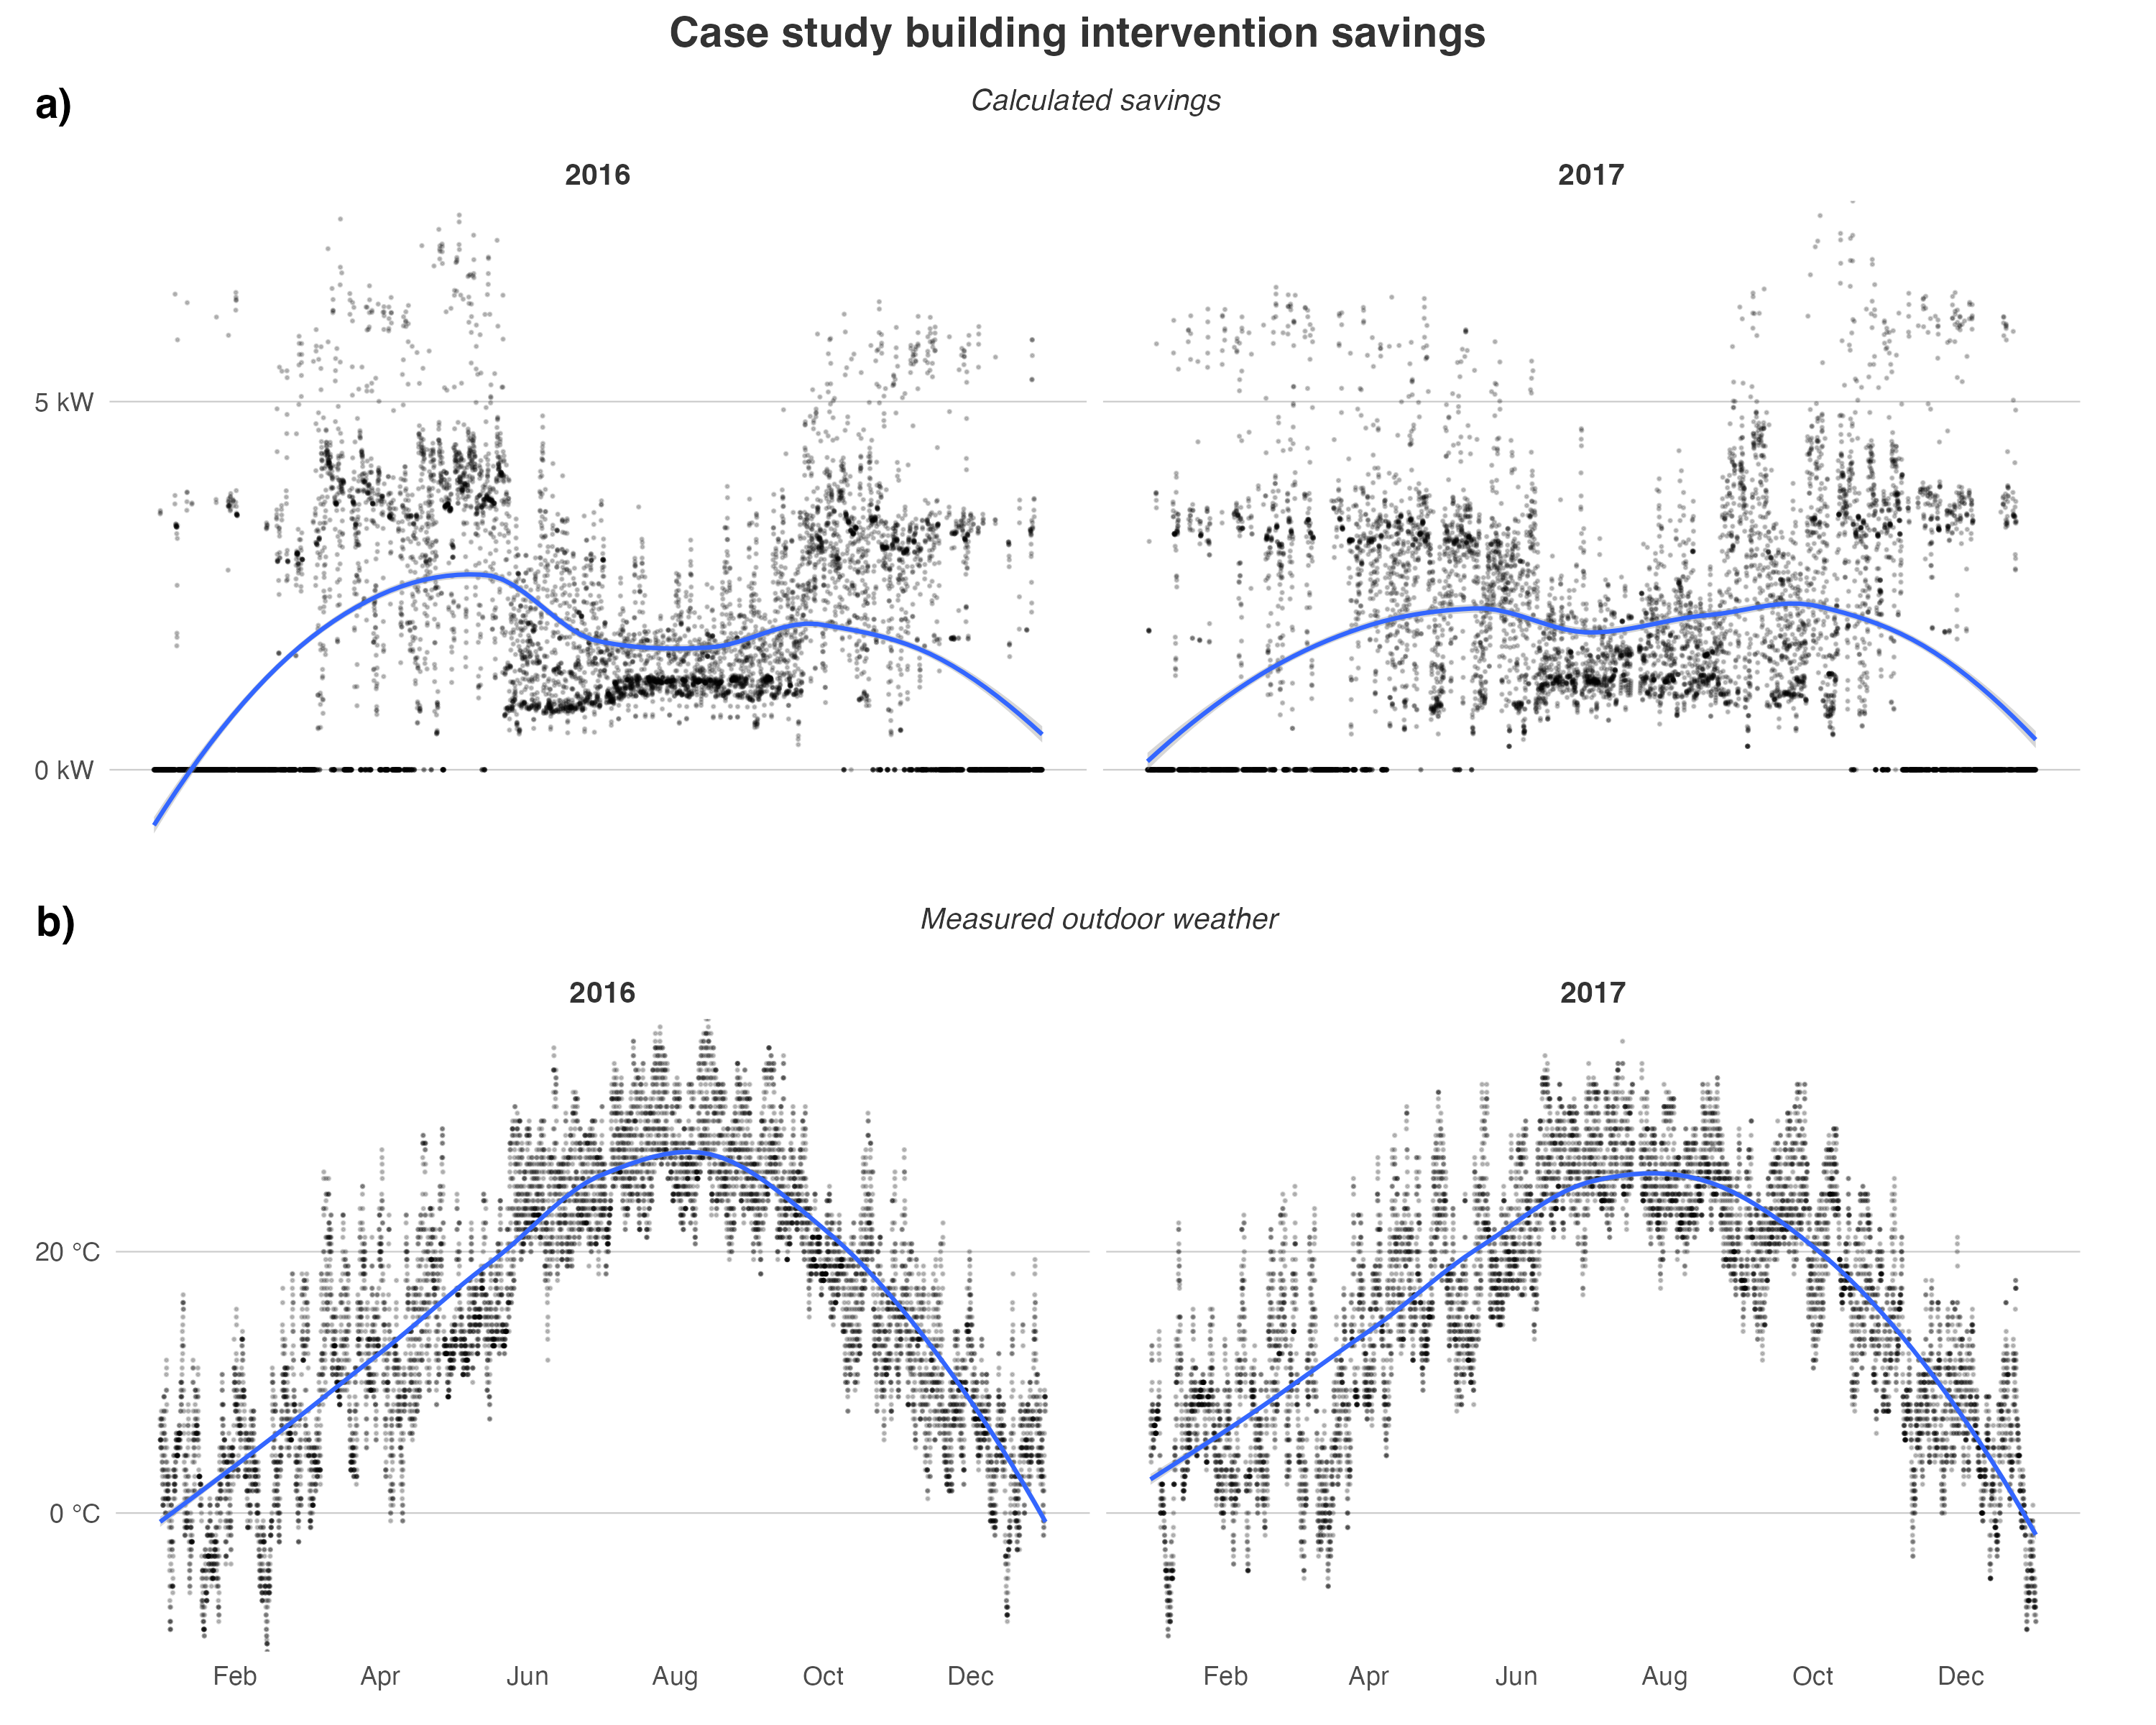 Case study building intervention savings
a)
Calculated savings
2016 2017
5 kW
0 kW
b)
Measured outdoor weather
2016 2017
20 °C
0 °C
Feb Apr Jun Aug Oct Dec Feb Apr Jun Aug Oct Dec